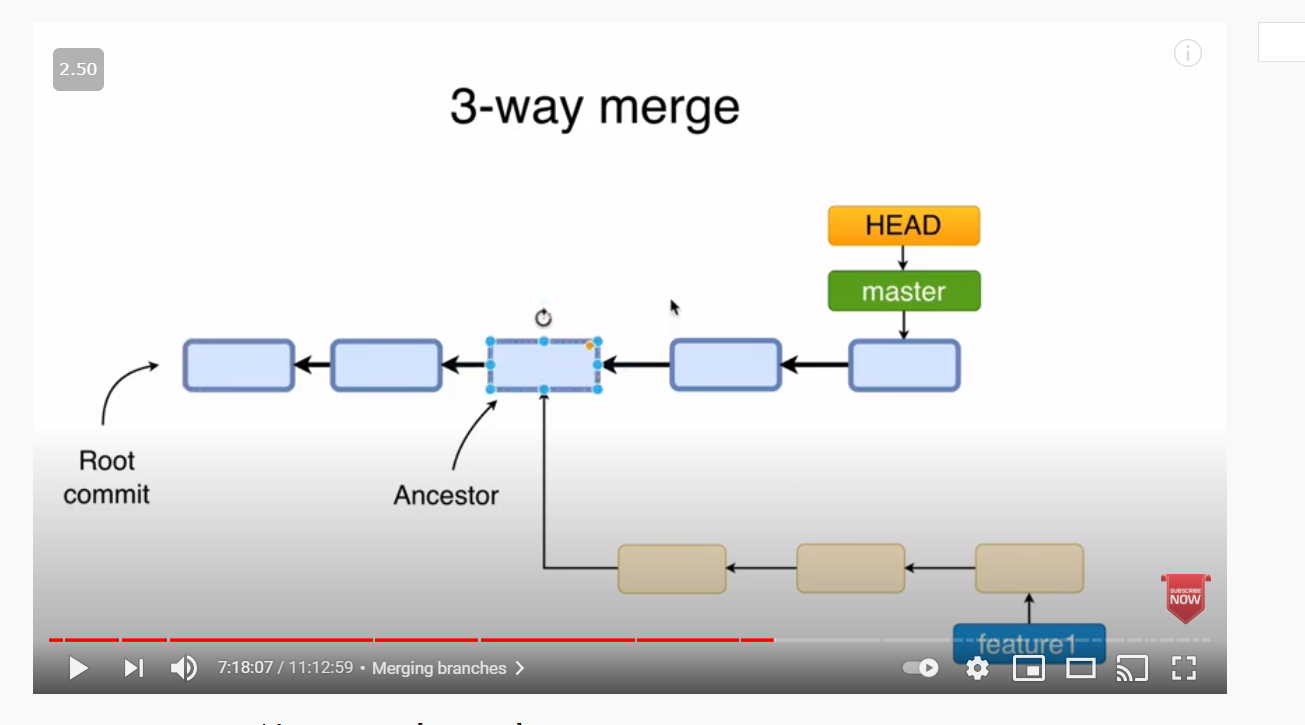 2.50
3-way merge
HEAD
master
Root
commit
Ancestor
SUBSCRIBE
NOW
feature1
7:18:07 / 11:12:59 • Merging branches